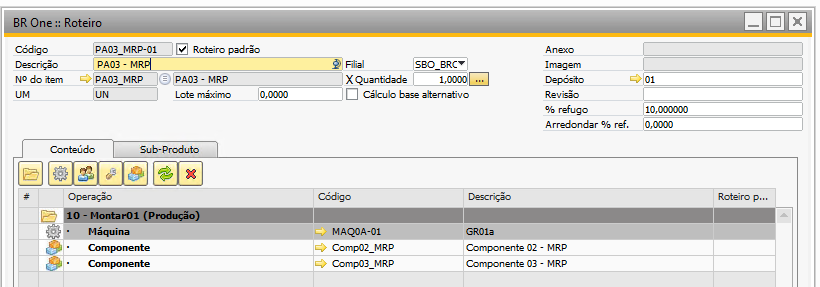 BR One :: Roteiro
Código PA03_MRP-01 Roteiro padrão Anexo
Descrição PA03 - MRP Filial SBO_BRO Imagem
Nº do item PA03_MRP PA03 - MRP X Quantidade 1,0000 ... Depósito 01
UM UN Lote máximo 0,0000 Cálculo base alternativo Revisão
% refugo 10,000000
Arredondar % ref. 0,0000
Conteúdo Sub-Produto
# Operação Código Descrição Roteiro p...
10 - Montar01 (Produção)
· Máquina MAQ0A-01 GR01a
· Componente Comp02_MRP Componente 02 - MRP
· Componente Comp03_MRP Componente 03 - MRP